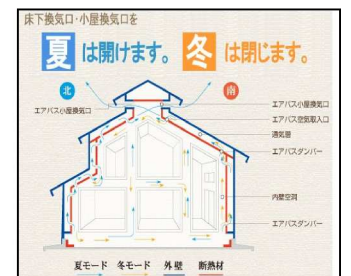 床下換気口・小屋換気口を
夏は開けます。冬は閉じます。
北
南
エアパス小屋換気口
エアパス小屋換気口
エアパス空気取入口
通気層
エアパスダンパー
内壁空洞
エアパスダンパー
夏モード 冬モード 外壁 断熱材